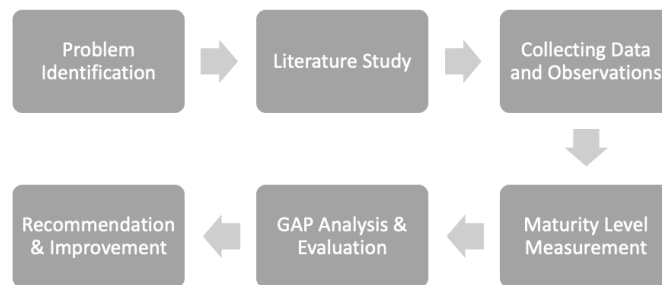 Problem
Identification
Literature Study
Collecting Data
and Observations
Maturity Level
Measurement
GAP Analysis &
Evaluation
Recommendation
& Improvement